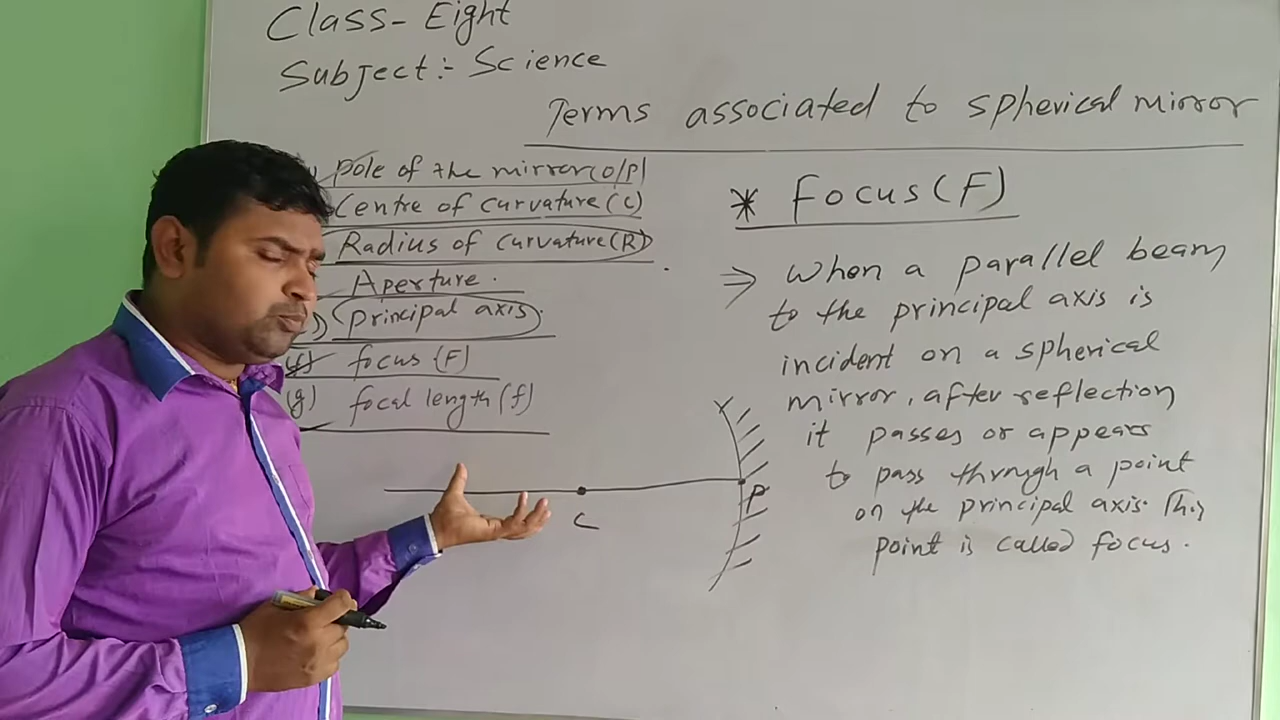 Class- Eight
Subject:- Science
Terms associated to spherical mirror
pole of the mirror(O/P)
Centre of curvature(C)
Radius of curvature(R)
Aperture.
principal axis.
(f) focus (F)
(g) focal length (f)
* Focus(F)
⇒ When a parallel beam
to the principal axis is
incident on a spherical
mirror, after reflection
it passes or appears
to pass through a point
on the principal axis. This
point is called focus.
C
P